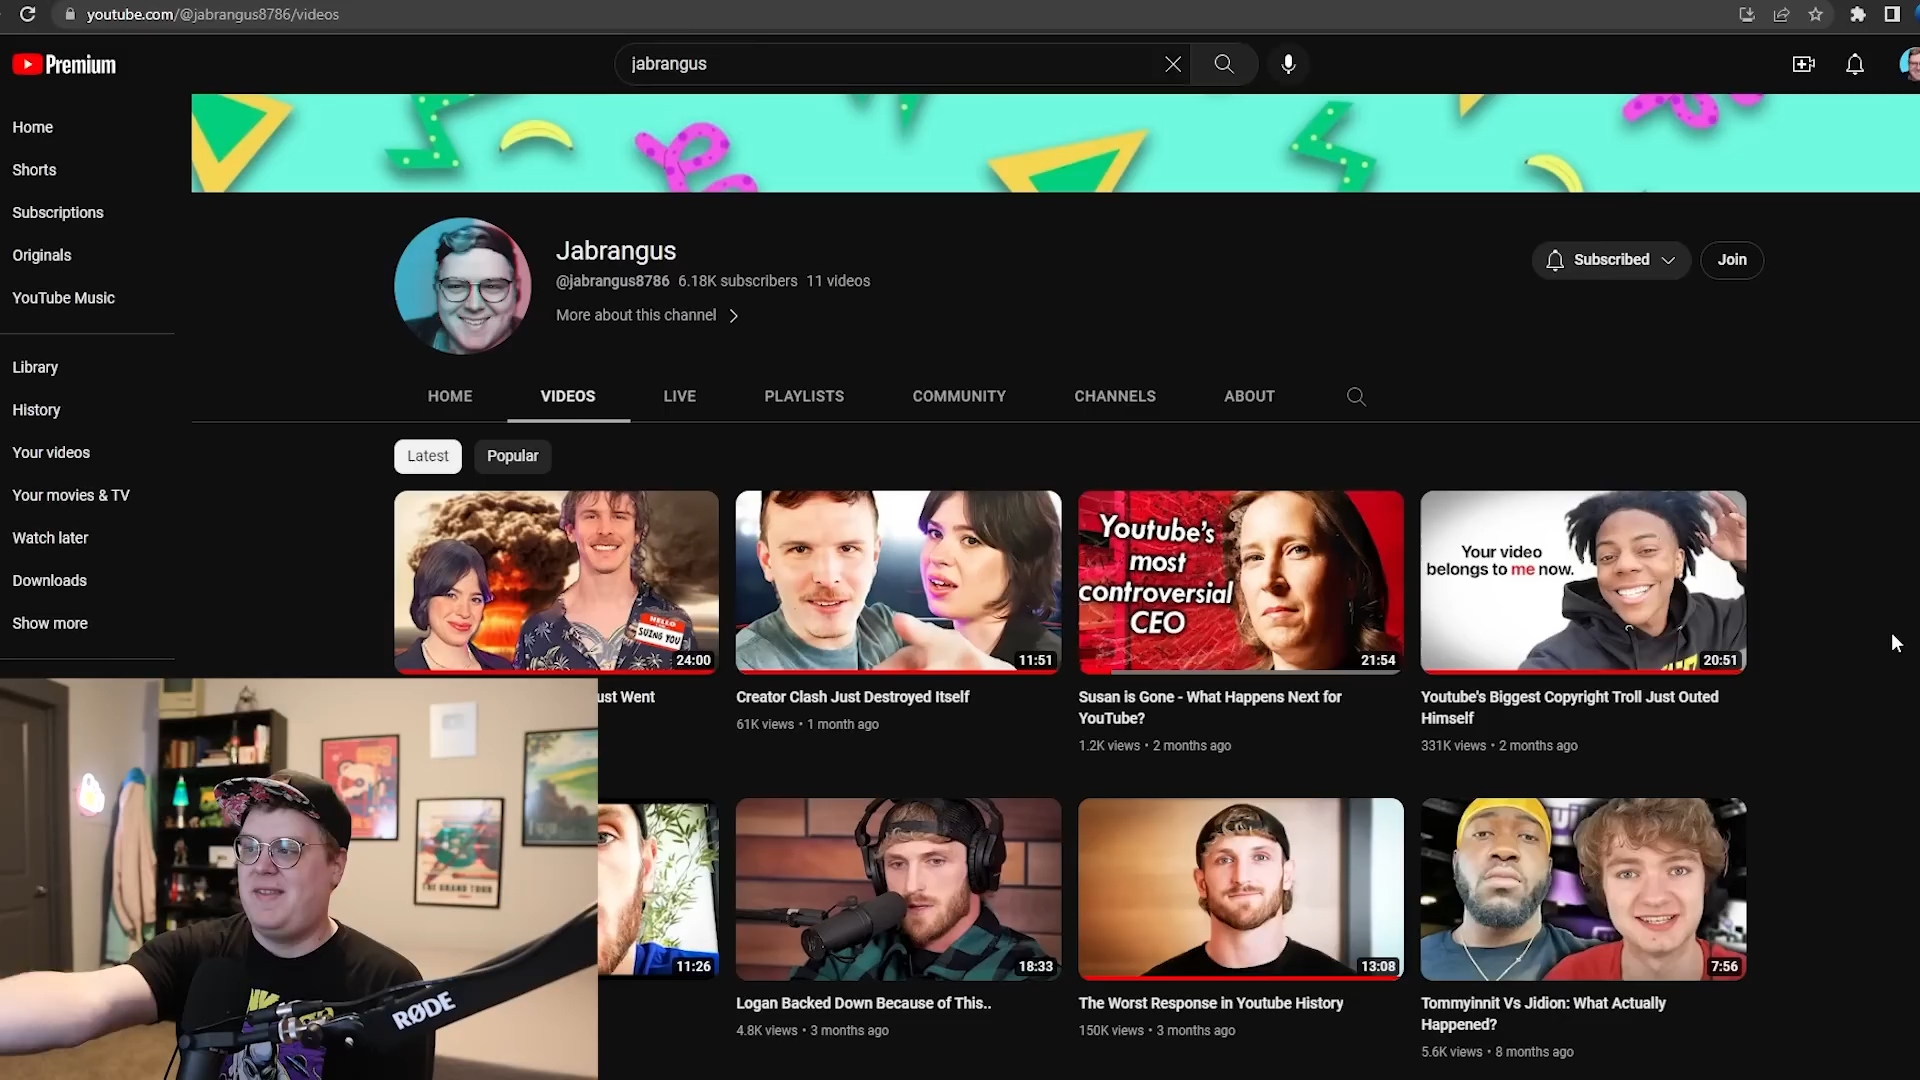 youtube.com/@jabrangus8786/videos
Premium
jabrangus
Home
Shorts
Subscriptions
Originals
YouTube Music
Library
History
Your videos
Your movies & TV
Watch later
Downloads
Show more
Jabrangus
@jabrangus8786 6.18K subscribers 11 videos
More about this channel
Subscribed
Join
HOME VIDEOS LIVE PLAYLISTS COMMUNITY CHANNELS ABOUT
Latest Popular
HELLO
SUING YOU
24:00
11:51
Youtube's
most
controversial
CEO
21:54
Your video
belongs to me now.
20:51
ust Went
Creator Clash Just Destroyed Itself
61K views • 1 month ago
Susan is Gone - What Happens Next for
YouTube?
1.2K views • 2 months ago
Youtube's Biggest Copyright Troll Just Outed
Himself
331K views • 2 months ago
11:26
18:33
13:08
7:56
Logan Backed Down Because of This..
4.8K views • 3 months ago
The Worst Response in Youtube History
150K views • 3 months ago
Tommyinnit Vs Jidion: What Actually
Happened?
5.6K views • 8 months ago
THE GRAND TOUR
RØDE